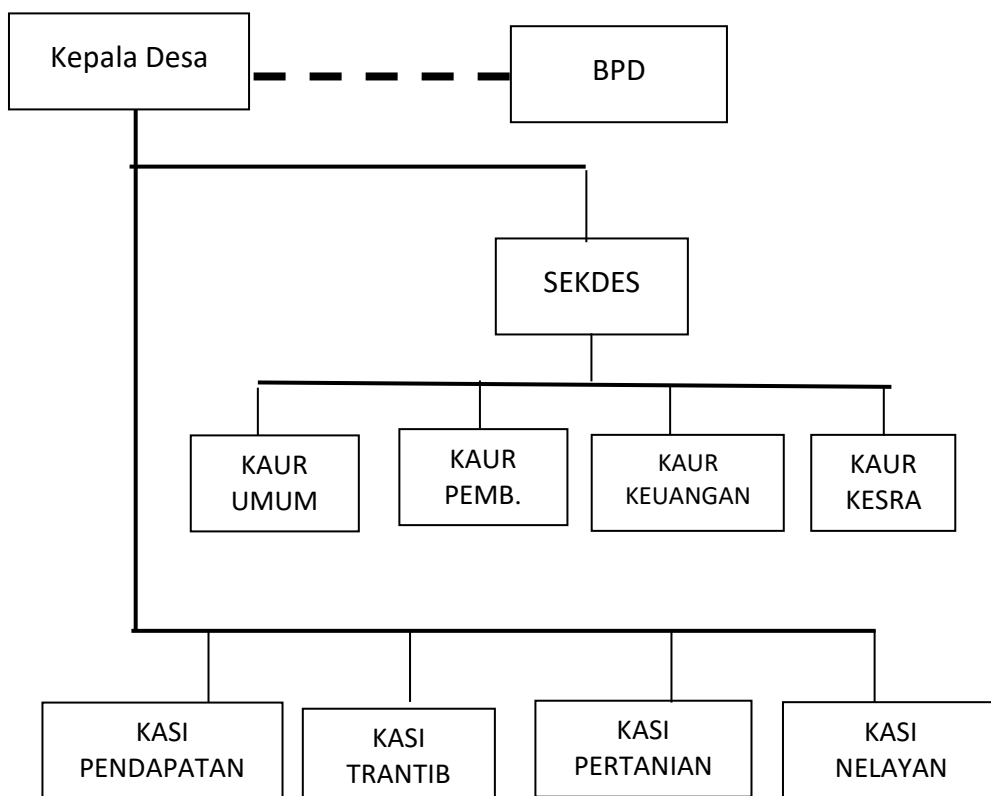 Kepala Desa
BPD
SEKDES
KAUR
UMUM
KAUR
PEMB.
KAUR
KEUANGAN
KAUR
KESRA
KASI
PENDAPATAN
KASI
TRANTIB
KASI
PERTANIAN
KASI
NELAYAN